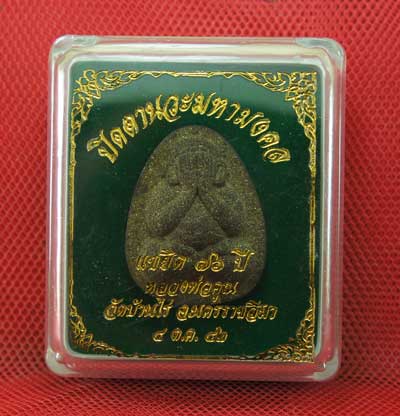 ปิดตานวะมหามงคล
แซยิด ๗๖ ปี
หลวงพ่อคูณ
วัดบ้านไร่ จ.นครราชสีมา
๔ ต.ค. ๔๒